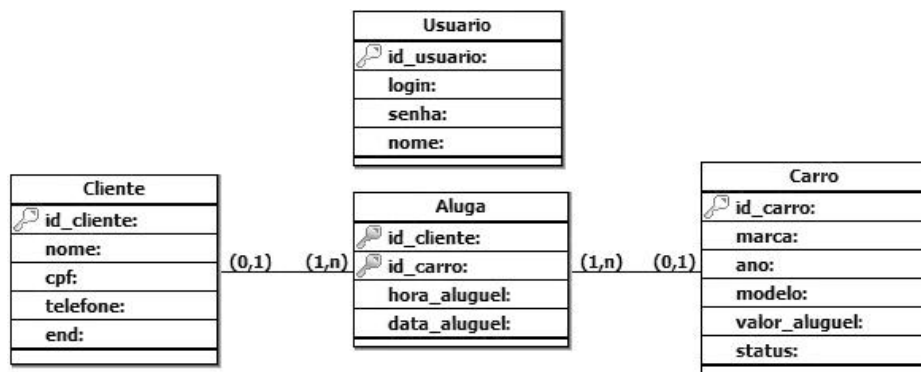 Usuario
id_usuario:
login:
senha:
nome:
Cliente
id_cliente:
nome:
cpf:
telefone:
end:
(0,1)
(1,n)
Aluga
id_cliente:
id_carro:
hora_aluguel:
data_aluguel:
(1,n)
(0,1)
Carro
id_carro:
marca:
ano:
modelo:
valor_aluguel:
status: